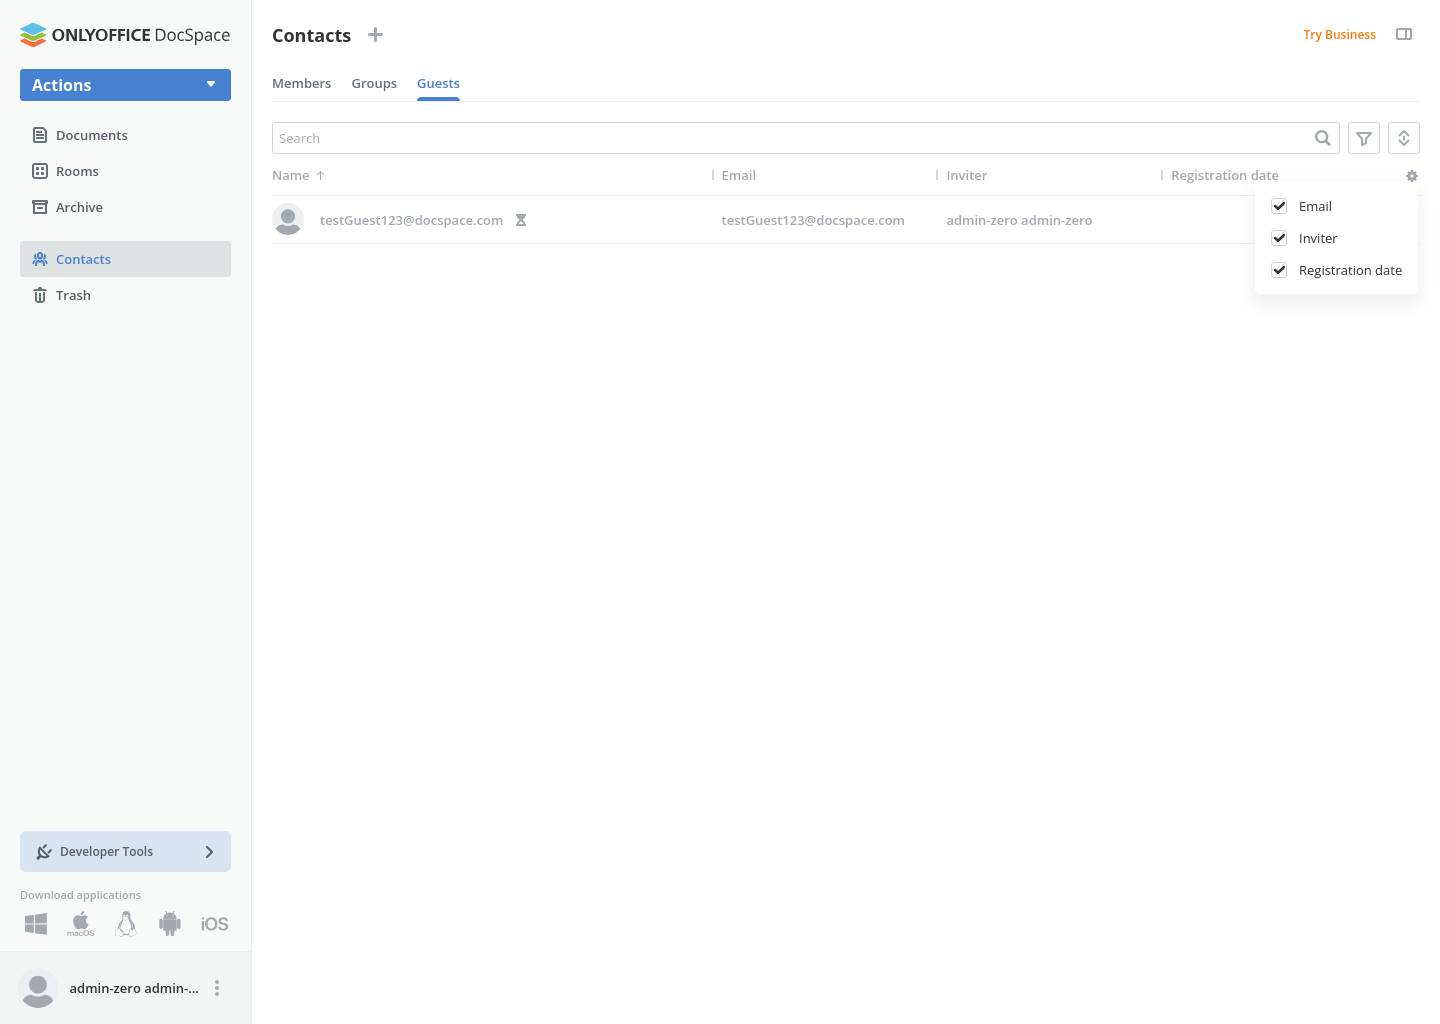 ONLYOFFICE DocSpace
Actions
Documents
Rooms
Archive
Contacts
Trash
Developer Tools
Download applications
macOS
iOS
admin-zero admin-...
Contacts
Try Business
Members Groups Guests
Search
Name Email Inviter Registration date
testGuest123@docspace.com testGuest123@docspace.com admin-zero admin-zero
Email
Inviter
Registration date